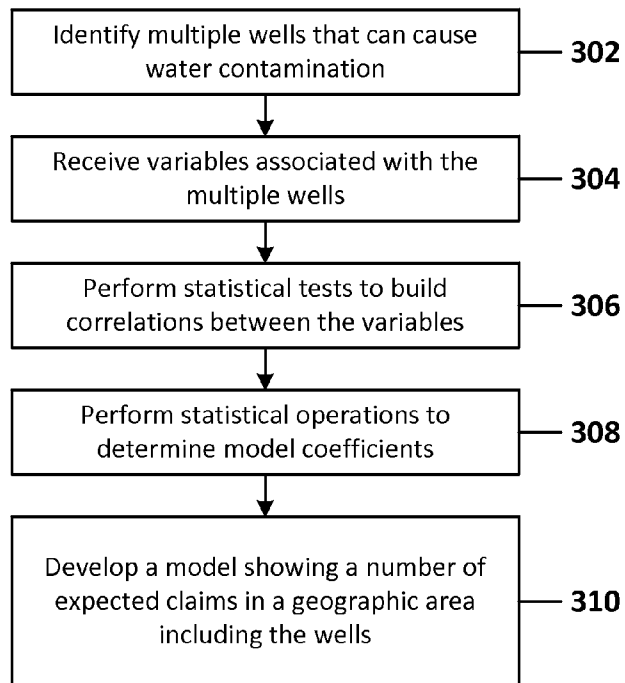 Identify multiple wells that can cause
water contamination
302
Receive variables associated with the
multiple wells
304
Perform statistical tests to build
correlations between the variables
306
Perform statistical operations to
determine model coefficients
308
Develop a model showing a number of
expected claims in a geographic area
including the wells
310